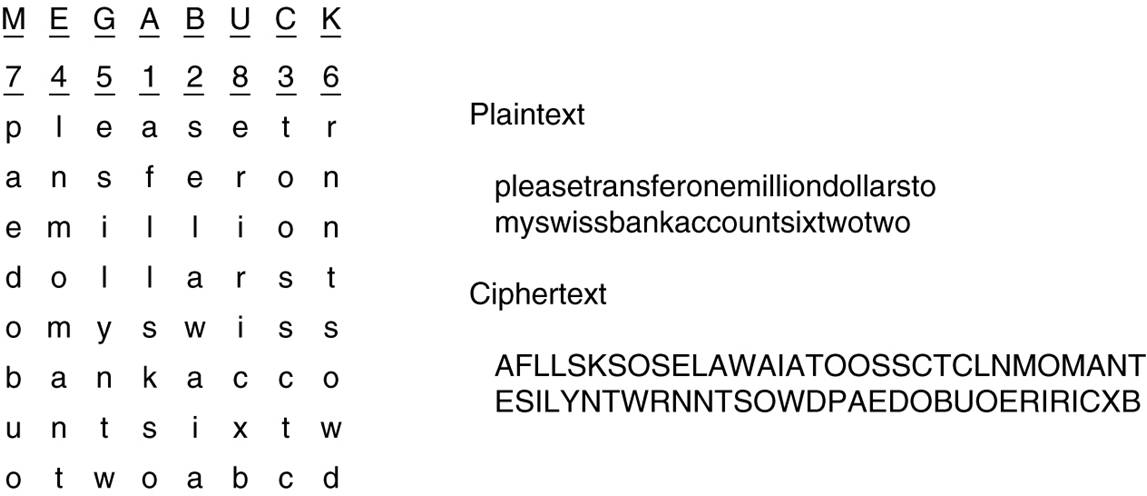 M E G A B U C K
7 4 5 1 2 8 3 6
p l e a s e t r
a n s f e r o n
e m i l l i o n
d o l l a r s t
o m y s w i s s
b a n k a c c o
u n t s i x t w
o t w o a b c d
Plaintext
pleasetransferonemilliondollarsto
myswissbankaccountsixtwotwo
Ciphertext
AFLLSKSOSELAWAIATOOSSCTCLNMOMANT
ESILYNTWRNNTSOWDPAEDOBUOERIRICXB